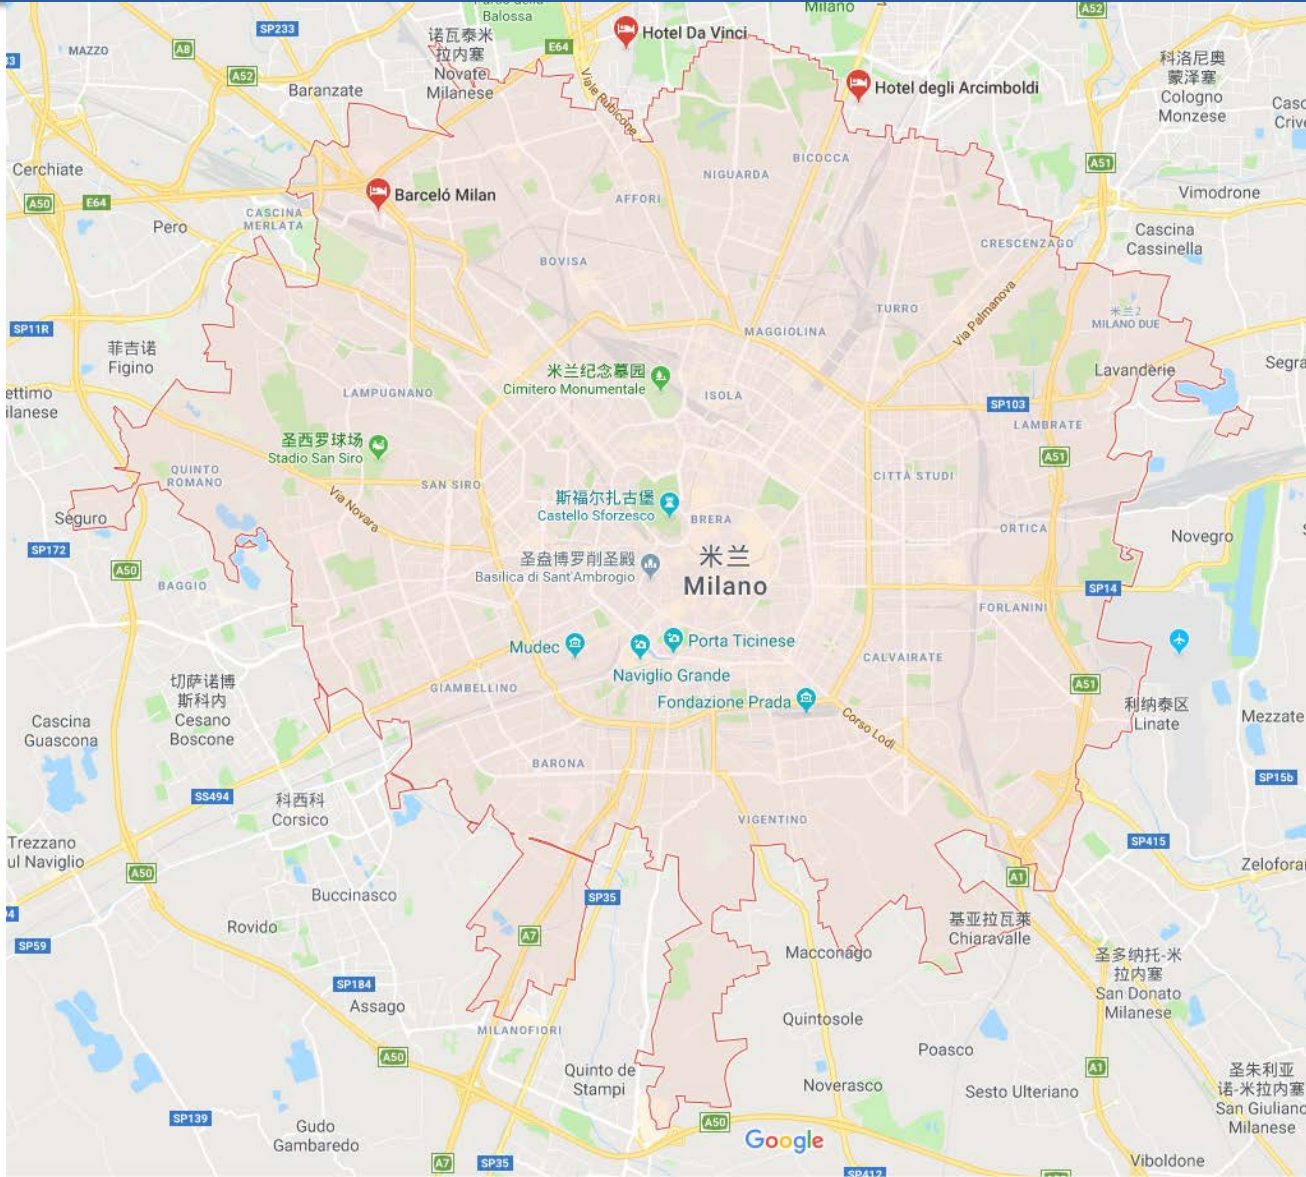 Milano
A52
SP233
Balossa
Hotel Da Vinci
诺瓦泰米
拉内塞
Novate
Milanese
MAZZO
A8
E64
A52
Baranzate
Viale Rubicone
Hotel degli Arcimboldi
科洛尼奥
蒙泽塞
Cologno
Monzese
Cerchiate
BICOCCA
A51
NIGUARDA
Barceló Milan
AFFORI
Vimodrone
A50
E64
CASCINA
MERLATA
Pero
Cascina
Cassinella
CRESCENZAGO
BOVISA
TURRO
Via Palmanova
米兰2
MILANO DUE
SP11R
MAGGIOLINA
菲吉诺
Figino
米兰纪念墓园
Cimitero Monumentale
Lavanderie
LAMPUGNANO
ISOLA
SP103
LAMBRATE
圣西罗球场
Stadio San Siro
A51
QUINTO
ROMANO
SAN SIRO
CITTÀ STUDI
Via Novara
斯福尔扎古堡
Castello Sforzesco
BRERA
Seguro
ORTICA
Novegro
SP172
米兰
Milano
圣盎博罗削圣殿
Basilica di Sant'Ambrogio
A50
BAGGIO
SP14
FORLANINI
Mudec
Porta Ticinese
Naviglio Grande
CALVAIRATE
切萨诺博
斯科内
Cesano
Boscone
GIAMBELLINO
Fondazione Prada
A51
利纳泰区
Linate
Cascina
Guascona
Corso Lodi
Mezzate
BARONA
SP15b
SS494
科西科
Corsico
VIGENTINO
Trezzano
ul Naviglio
SP415
A50
A1
Buccinasco
SP35
Rovido
基亚拉瓦莱
Chiaravalle
A7
SP59
Macconago
圣多纳托-米
拉内塞
San Donato
Milanese
SP184
Assago
MILANOFIORI
Quintosole
A50
Poasco
Quinto de
Stampi
Noverasco
Sesto Ulteriano
A1
圣朱利亚
诺-米拉内塞
San Giuliano
Milanese
SP139
Gudo
Gambaredo
A50
Google
A7
SP35
SP412
Viboldone